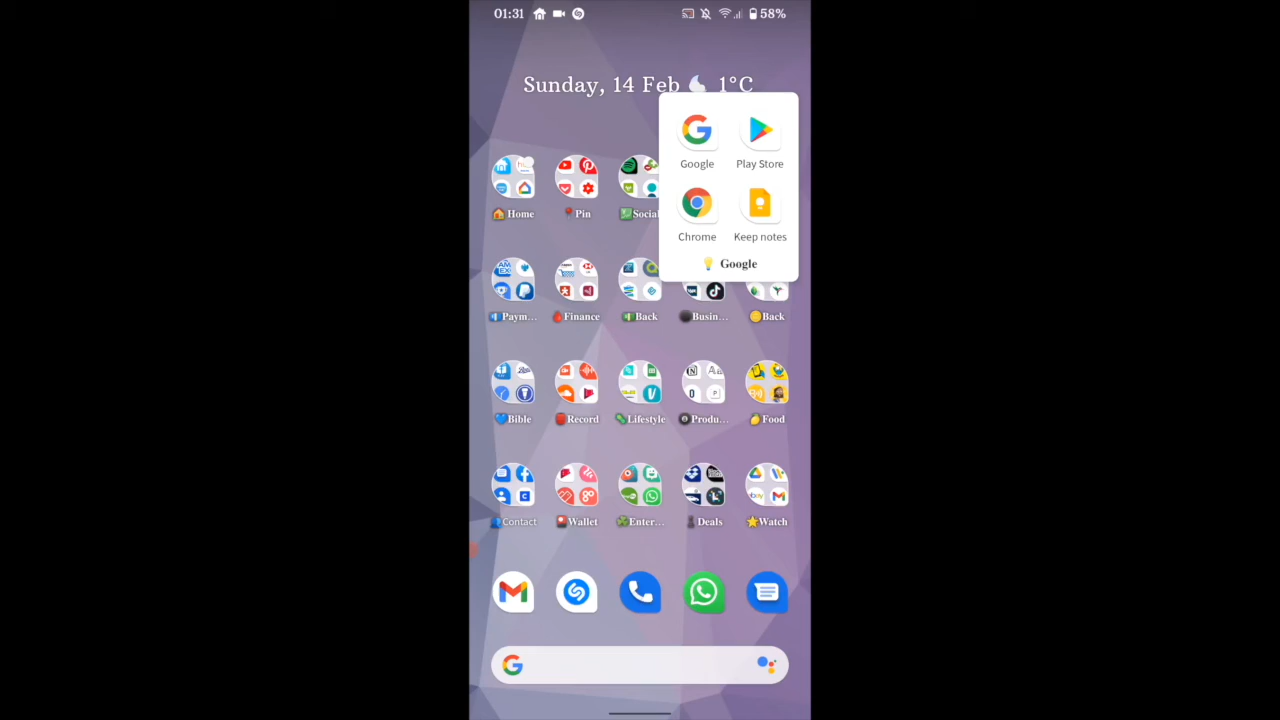 01:31
58%
Sunday, 14 Feb 1°C
Google
Play Store
Chrome
Keep notes
Google
Home
Pin
Social
Paym...
Finance
Back
Busin...
Back
Bible
Record
Lifestyle
Produ...
Food
Contact
Wallet
Enter...
Deals
Watch